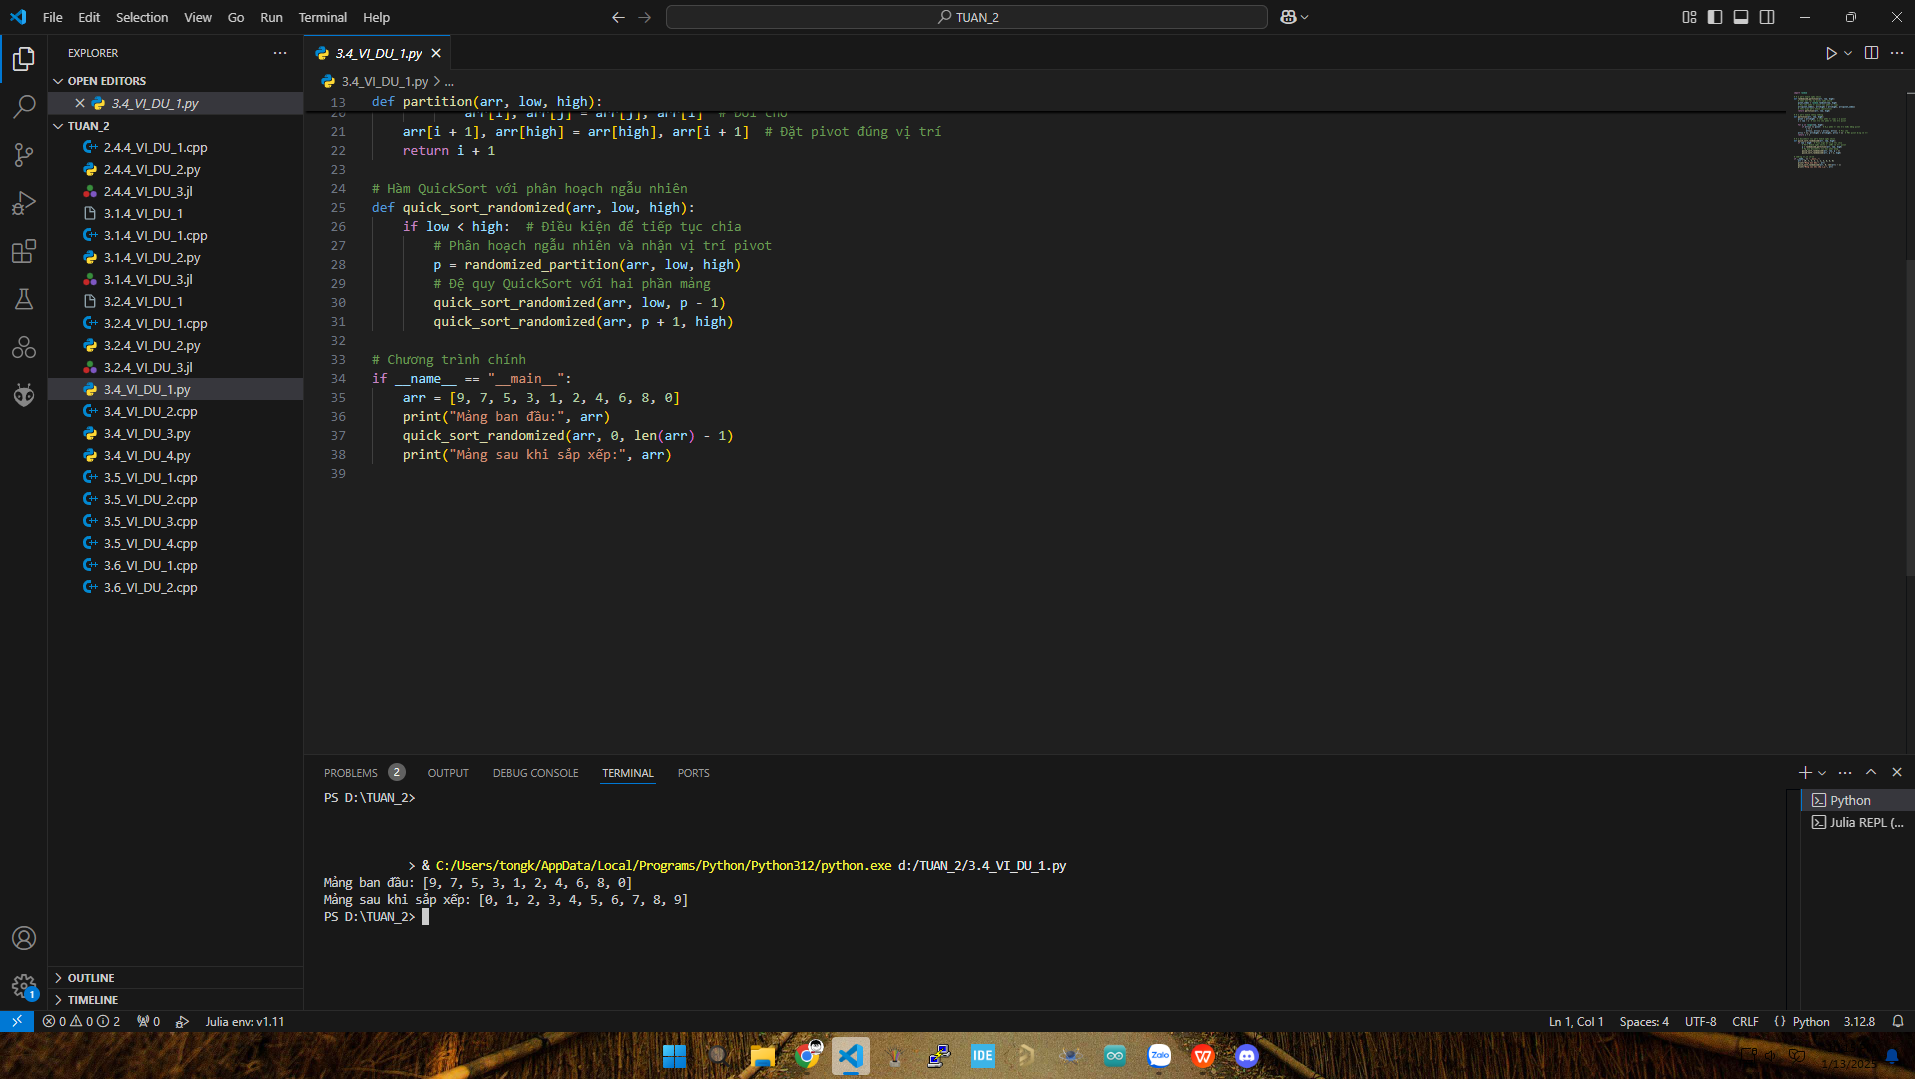 File Edit Selection View Go Run Terminal Help
TUAN_2
EXPLORER
OPEN EDITORS
3.4_VI_DU_1.py
TUAN_2
2.4.4_VI_DU_1.cpp
2.4.4_VI_DU_2.py
2.4.4_VI_DU_3.jl
3.1.4_VI_DU_1
3.1.4_VI_DU_1.cpp
3.1.4_VI_DU_2.py
3.1.4_VI_DU_3.jl
3.2.4_VI_DU_1
3.2.4_VI_DU_1.cpp
3.2.4_VI_DU_2.py
3.2.4_VI_DU_3.jl
3.4_VI_DU_1.py
3.4_VI_DU_2.cpp
3.4_VI_DU_3.py
3.4_VI_DU_4.py
3.5_VI_DU_1.cpp
3.5_VI_DU_2.cpp
3.5_VI_DU_3.cpp
3.5_VI_DU_4.cpp
3.6_VI_DU_1.cpp
3.6_VI_DU_2.cpp
OUTLINE
TIMELINE
1
3.4_VI_DU_1.py
3.4_VI_DU_1.py > ...
13 def partition(arr, low, high):
20 arr[i], arr[j] = arr[j], arr[i] # Đổi chỗ
21 arr[i + 1], arr[high] = arr[high], arr[i + 1] # Đặt pivot đúng vị trí
22 return i + 1
23
24 # Hàm QuickSort với phân hoạch ngẫu nhiên
25 def quick_sort_randomized(arr, low, high):
26 if low < high: # Điều kiện để tiếp tục chia
27 # Phân hoạch ngẫu nhiên và nhận vị trí pivot
28 p = randomized_partition(arr, low, high)
29 # Đệ quy QuickSort với hai phần mảng
30 quick_sort_randomized(arr, low, p - 1)
31 quick_sort_randomized(arr, p + 1, high)
32
33 # Chương trình chính
34 if __name__ == "__main__":
35 arr = [9, 7, 5, 3, 1, 2, 4, 6, 8, 0]
36 print("Mảng ban đầu:", arr)
37 quick_sort_randomized(arr, 0, len(arr) - 1)
38 print("Mảng sau khi sắp xếp:", arr)
39
PROBLEMS 2 OUTPUT DEBUG CONSOLE TERMINAL PORTS
PS D:\TUAN_2>
> & C:/Users/tongk/AppData/Local/Programs/Python/Python312/python.exe d:/TUAN_2/3.4_VI_DU_1.py
Mảng ban đầu: [9, 7, 5, 3, 1, 2, 4, 6, 8, 0]
Mảng sau khi sắp xếp: [0, 1, 2, 3, 4, 5, 6, 7, 8, 9]
PS D:\TUAN_2>
Python
Julia REPL (...
0 0 2 0 Julia env: v1.11
Ln 1, Col 1 Spaces: 4 UTF-8 CRLF {} Python 3.12.8
IDE
Zalo